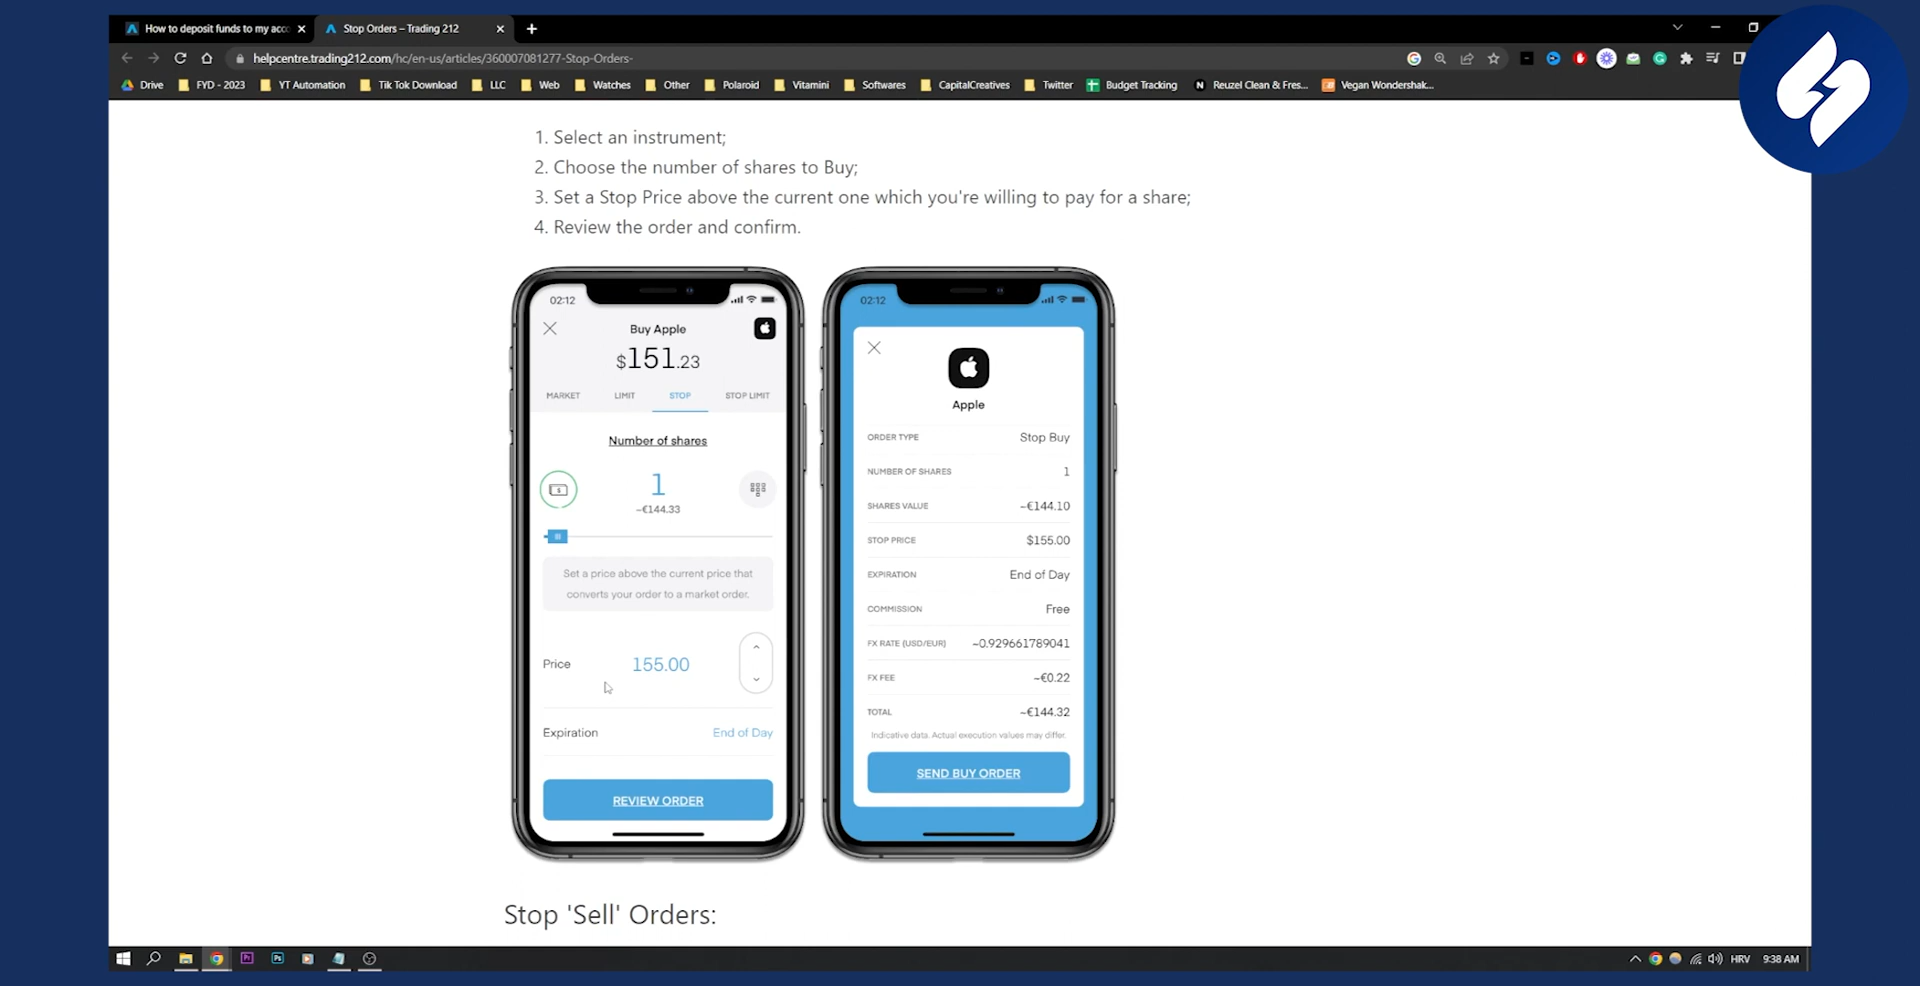 How to deposit funds to my acco
Stop Orders – Trading 212
helpcentre.trading212.com/hc/en-us/articles/360007081277-Stop-Orders-
Drive FYD - 2023 YT Automation Tik Tok Download LLC Web Watches Other Polaroid Vitamini Softwares CapitalCreatives Twitter Budget Tracking Reuzel Clean & Fres... Vegan Wondershak...
1. Select an instrument;
2. Choose the number of shares to Buy;
3. Set a Stop Price above the current one which you're willing to pay for a share;
4. Review the order and confirm.
02:12
Buy Apple
$151.23
MARKET LIMIT STOP STOP LIMIT
Number of shares
1
~€144.33
Set a price above the current price that
converts your order to a market order.
Price 155.00
Expiration End of Day
REVIEW ORDER
02:12
Apple
ORDER TYPE Stop Buy
NUMBER OF SHARES 1
SHARES VALUE ~€144.10
STOP PRICE $155.00
EXPIRATION End of Day
COMMISSION Free
FX RATE (USD/EUR) ~0.929661789041
FX FEE ~€0.22
TOTAL ~€144.32
Indicative data. Actual execution values may differ.
SEND BUY ORDER
Stop 'Sell' Orders:
HRV 9:38 AM